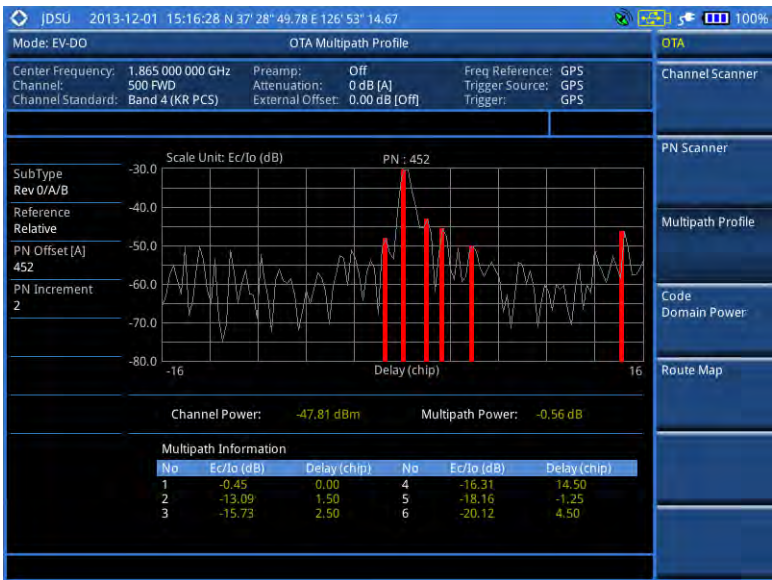 JDSU 2013-12-01 15:16:28 N 37' 28" 49.78 E 126' 53" 14.67 100%
Mode: EV-DO OTA Multipath Profile OTA
Center Frequency: 1.865 000 000 GHz Preamp: Off Freq Reference: GPS
Channel: 500 FWD Attenuation: 0 dB [A] Trigger Source: GPS
Channel Standard: Band 4 (KR PCS) External Offset: 0.00 dB [Off] Trigger: GPS
Channel Scanner
PN Scanner
Multipath Profile
Code
Domain Power
Route Map
SubType
Rev 0/A/B
Reference
Relative
PN Offset [A]
452
PN Increment
2
Scale Unit: Ec/Io (dB) PN : 452
-30.0
-40.0
-50.0
-60.0
-70.0
-80.0
-16 Delay (chip) 16
Channel Power: -47.81 dBm Multipath Power: -0.56 dB
Multipath Information
No Ec/Io (dB) Delay (chip) No Ec/Io (dB) Delay (chip)
1 -0.45 0.00 4 -16.31 14.50
2 -13.09 1.50 5 -18.16 -1.25
3 -15.73 2.50 6 -20.12 4.50